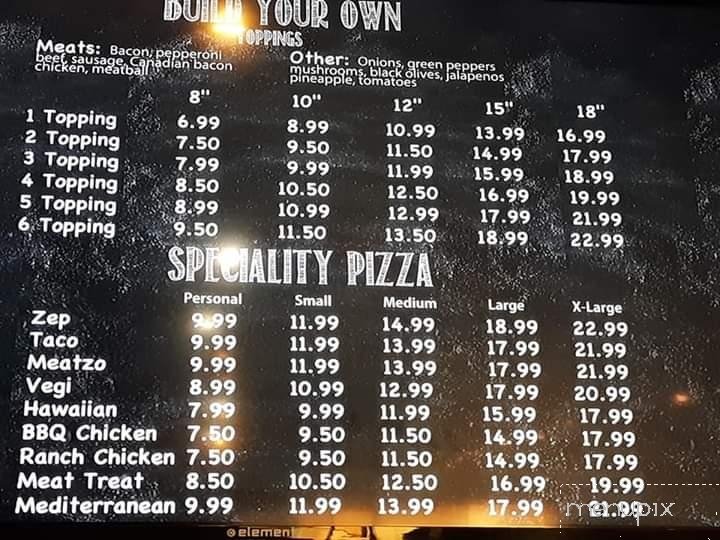 BUILD YOUR OWN
TOPPINGS
Meats: Bacon, pepperoni
beef, sausage, Canadian bacon
chicken, meatball
Other: Onions, green peppers
mushrooms, black olives, jalapenos
pineapple, tomatoes
8" 10" 12" 15" 18"
1 Topping 6.99 8.99 10.99 13.99 16.99
2 Topping 7.50 9.50 11.50 14.99 17.99
3 Topping 7.99 9.99 11.99 15.99 18.99
4 Topping 8.50 10.50 12.50 16.99 19.99
5 Topping 8.99 10.99 12.99 17.99 21.99
6 Topping 9.50 11.50 13.50 18.99 22.99
SPECIALITY PIZZA
Personal Small Medium Large X-Large
Zep 9.99 11.99 14.99 18.99 22.99
Taco 9.99 11.99 13.99 17.99 21.99
Meatzo 9.99 11.99 13.99 17.99 21.99
Vegi 8.99 10.99 12.99 17.99 20.99
Hawaiian 7.99 9.99 11.99 15.99 17.99
BBQ Chicken 7.50 9.50 11.50 14.99 17.99
Ranch Chicken 7.50 9.50 11.50 14.99 17.99
Meat Treat 8.50 10.50 12.50 16.99 19.99
Mediterranean 9.99 11.99 13.99 17.99 21.99
menupix
element